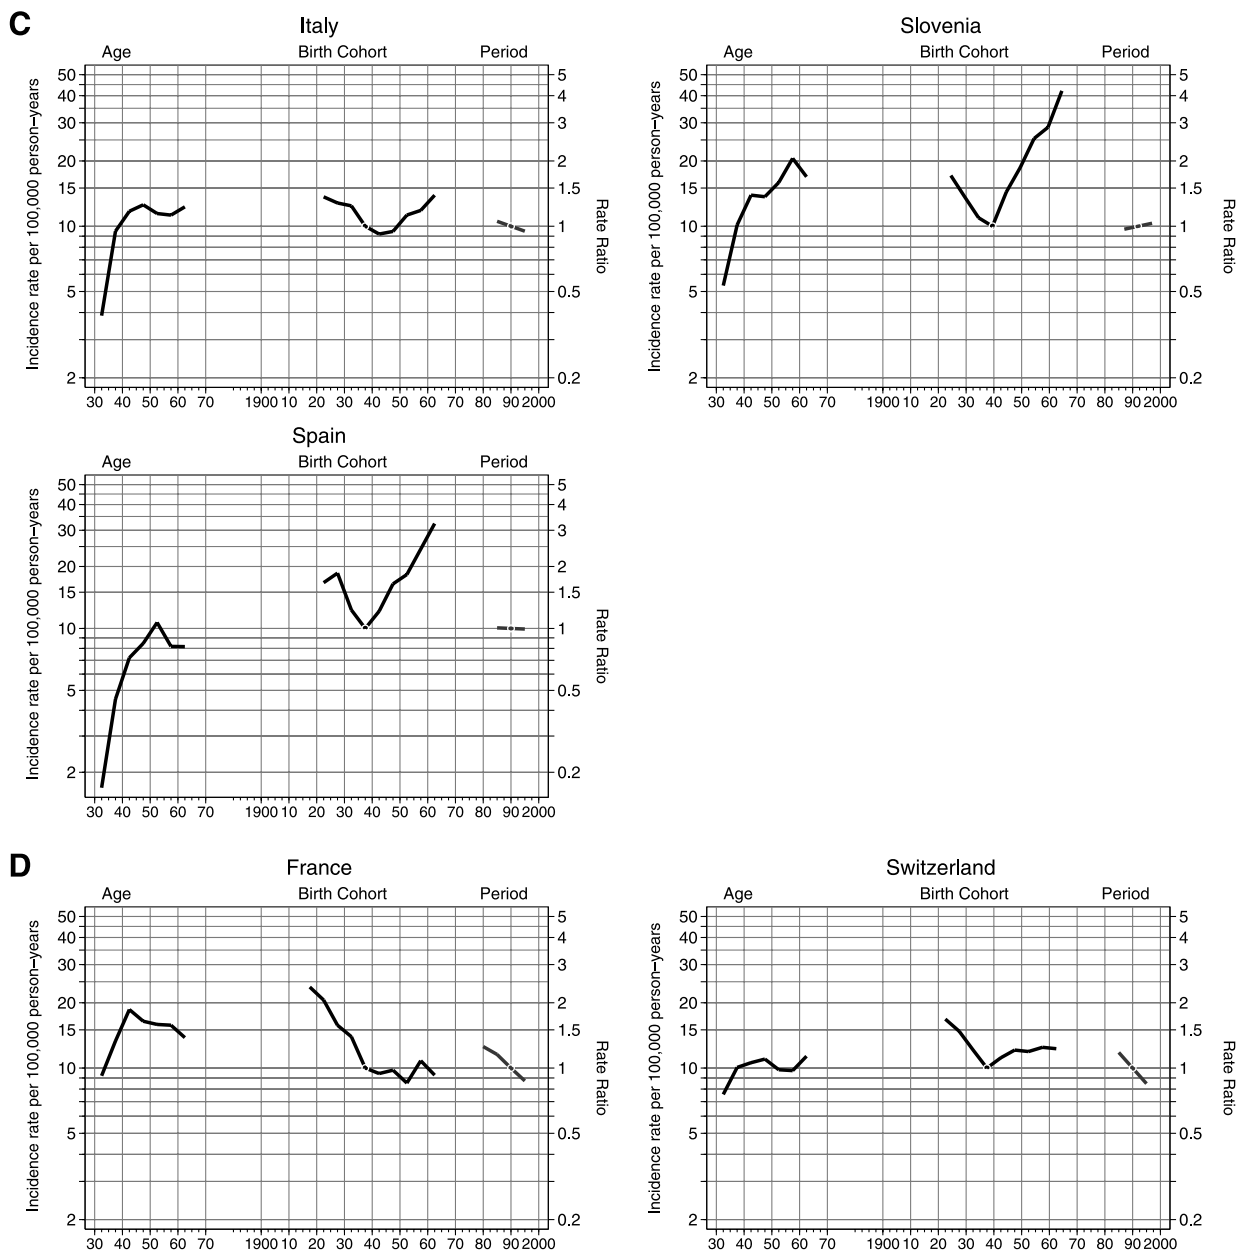 C
Italy
Age Birth Cohort Period
Incidence rate per 100,000 person–years
50 40 30 20 15 10 5 2
5 4 3 2 1.5 1 0.5 0.2
Rate Ratio
30 40 50 60 70 1900 10 20 30 40 50 60 70 80 90 2000
Slovenia
Age Birth Cohort Period
Incidence rate per 100,000 person–years
50 40 30 20 15 10 5 2
5 4 3 2 1.5 1 0.5 0.2
Rate Ratio
30 40 50 60 70 1900 10 20 30 40 50 60 70 80 90 2000
Spain
Age Birth Cohort Period
Incidence rate per 100,000 person–years
50 40 30 20 15 10 5 2
5 4 3 2 1.5 1 0.5 0.2
Rate Ratio
30 40 50 60 70 1900 10 20 30 40 50 60 70 80 90 2000
D
France
Age Birth Cohort Period
Incidence rate per 100,000 person–years
50 40 30 20 15 10 5 2
5 4 3 2 1.5 1 0.5 0.2
Rate Ratio
30 40 50 60 70 1900 10 20 30 40 50 60 70 80 90 2000
Switzerland
Age Birth Cohort Period
Incidence rate per 100,000 person–years
50 40 30 20 15 10 5 2
5 4 3 2 1.5 1 0.5 0.2
Rate Ratio
30 40 50 60 70 1900 10 20 30 40 50 60 70 80 90 2000